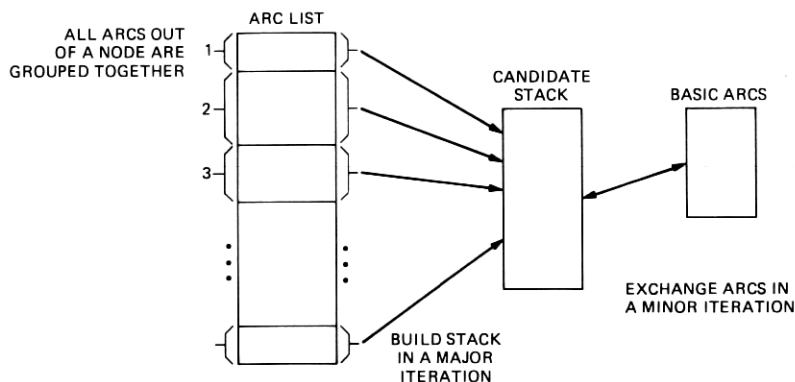 ARC LIST
ALL ARCS OUT
OF A NODE ARE
GROUPED TOGETHER
1
2
3
CANDIDATE
STACK
BASIC ARCS
EXCHANGE ARCS IN
A MINOR ITERATION
BUILD STACK
IN A MAJOR
ITERATION